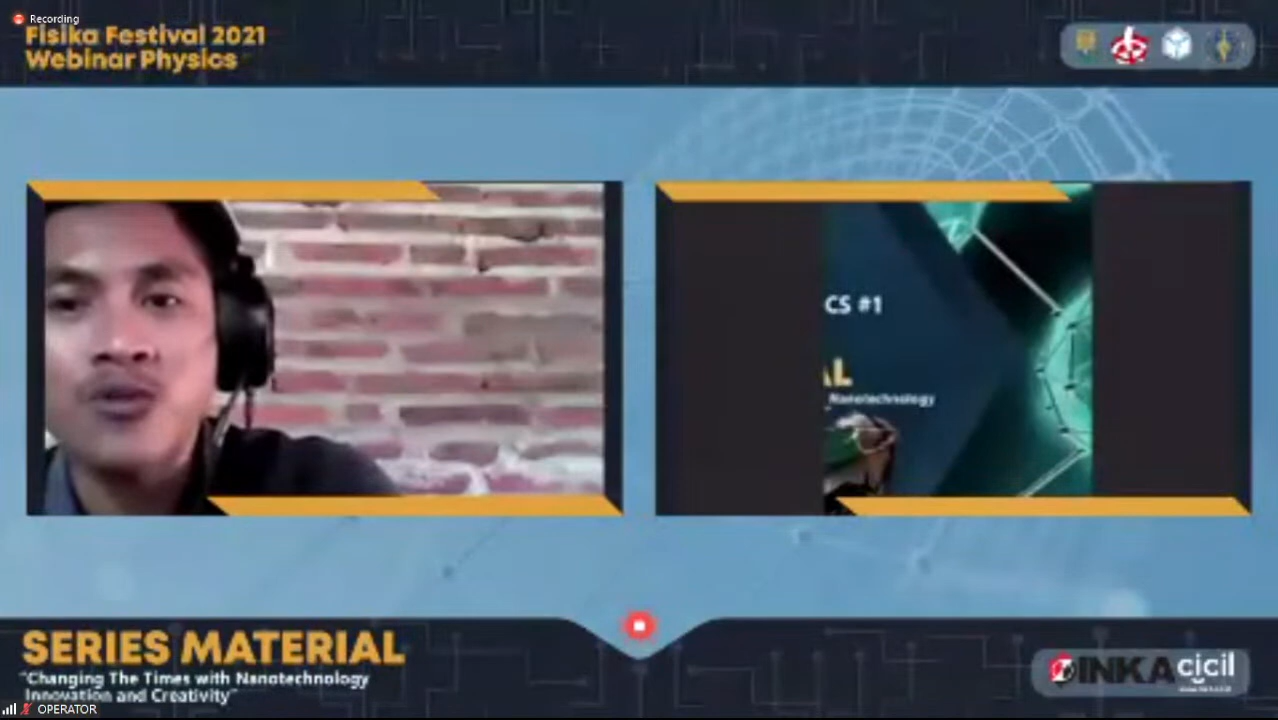 Recording
Fisika Festival 2021
Webinar Physics
CS #1
AL
Nanotechnology
SERIES MATERIAL
"Changing The Times with Nanotechnology
Innovation and Creativity"
INKA cicil
OPERATOR